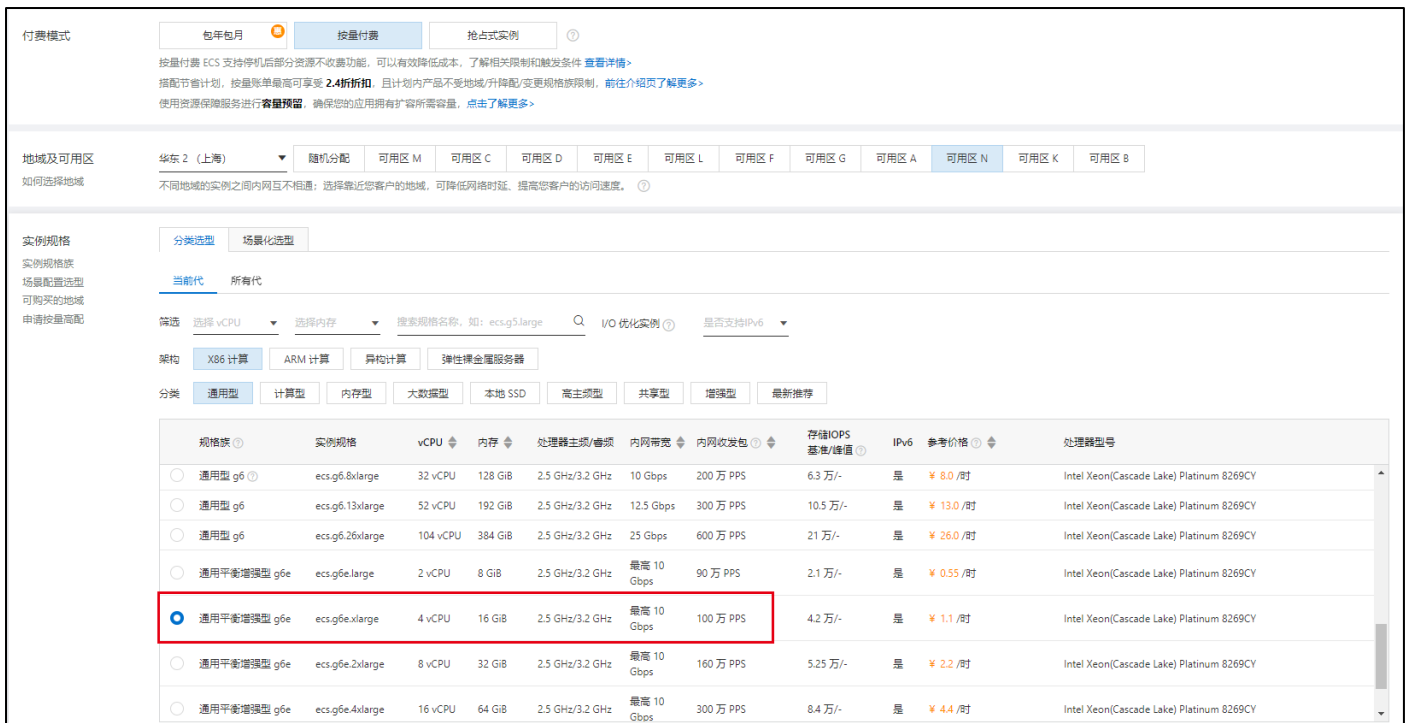 付费模式
包年包月 惠 按量付费 抢占式实例
按量付费 ECS 支持停机后部分资源不收费功能，可以有效降低成本，了解相关限制和触发条件 查看详情>
搭配节省计划，按量账单最高可享受 2.4折折扣，且计划内产品不受地域/升降配/变更规格族限制，前往介绍页了解更多>
使用资源保障服务进行容量预留，确保您的应用拥有扩容所需容量，点击了解更多>
地域及可用区
如何选择地域
华东 2 （上海） 随机分配 可用区 M 可用区 C 可用区 D 可用区 E 可用区 L 可用区 F 可用区 G 可用区 A 可用区 N 可用区 K 可用区 B
不同地域的实例之间内网互不相通；选择靠近您客户的地域，可降低网络时延、提高您客户的访问速度。
实例规格
实例规格族
场景配置选型
可购买的地域
申请按量高配
分类选型 场景化选型
当前代 所有代
筛选 选择 vCPU 选择内存 搜索规格名称，如：ecs.g5.large I/O 优化实例 是否支持IPv6
架构 X86 计算 ARM 计算 异构计算 弹性裸金属服务器
分类 通用型 计算型 内存型 大数据型 本地 SSD 高主频型 共享型 增强型 最新推荐
规格族 实例规格 vCPU 内存 处理器主频/睿频 内网带宽 内网收发包 存储IOPS 基准/峰值 IPv6 参考价格 处理器型号
通用型 g6 ecs.g6.8xlarge 32 vCPU 128 GiB 2.5 GHz/3.2 GHz 10 Gbps 200 万 PPS 6.3 万/- 是 ¥ 8.0 /时 Intel Xeon(Cascade Lake) Platinum 8269CY
通用型 g6 ecs.g6.13xlarge 52 vCPU 192 GiB 2.5 GHz/3.2 GHz 12.5 Gbps 300 万 PPS 10.5 万/- 是 ¥ 13.0 /时 Intel Xeon(Cascade Lake) Platinum 8269CY
通用型 g6 ecs.g6.26xlarge 104 vCPU 384 GiB 2.5 GHz/3.2 GHz 25 Gbps 600 万 PPS 21 万/- 是 ¥ 26.0 /时 Intel Xeon(Cascade Lake) Platinum 8269CY
通用平衡增强型 g6e ecs.g6e.large 2 vCPU 8 GiB 2.5 GHz/3.2 GHz 最高 10 Gbps 90 万 PPS 2.1 万/- 是 ¥ 0.55 /时 Intel Xeon(Cascade Lake) Platinum 8269CY
通用平衡增强型 g6e ecs.g6e.xlarge 4 vCPU 16 GiB 2.5 GHz/3.2 GHz 最高 10 Gbps 100 万 PPS 4.2 万/- 是 ¥ 1.1 /时 Intel Xeon(Cascade Lake) Platinum 8269CY
通用平衡增强型 g6e ecs.g6e.2xlarge 8 vCPU 32 GiB 2.5 GHz/3.2 GHz 最高 10 Gbps 160 万 PPS 5.25 万/- 是 ¥ 2.2 /时 Intel Xeon(Cascade Lake) Platinum 8269CY
通用平衡增强型 g6e ecs.g6e.4xlarge 16 vCPU 64 GiB 2.5 GHz/3.2 GHz 最高 10 Gbps 300 万 PPS 8.4 万/- 是 ¥ 4.4 /时 Intel Xeon(Cascade Lake) Platinum 8269CY